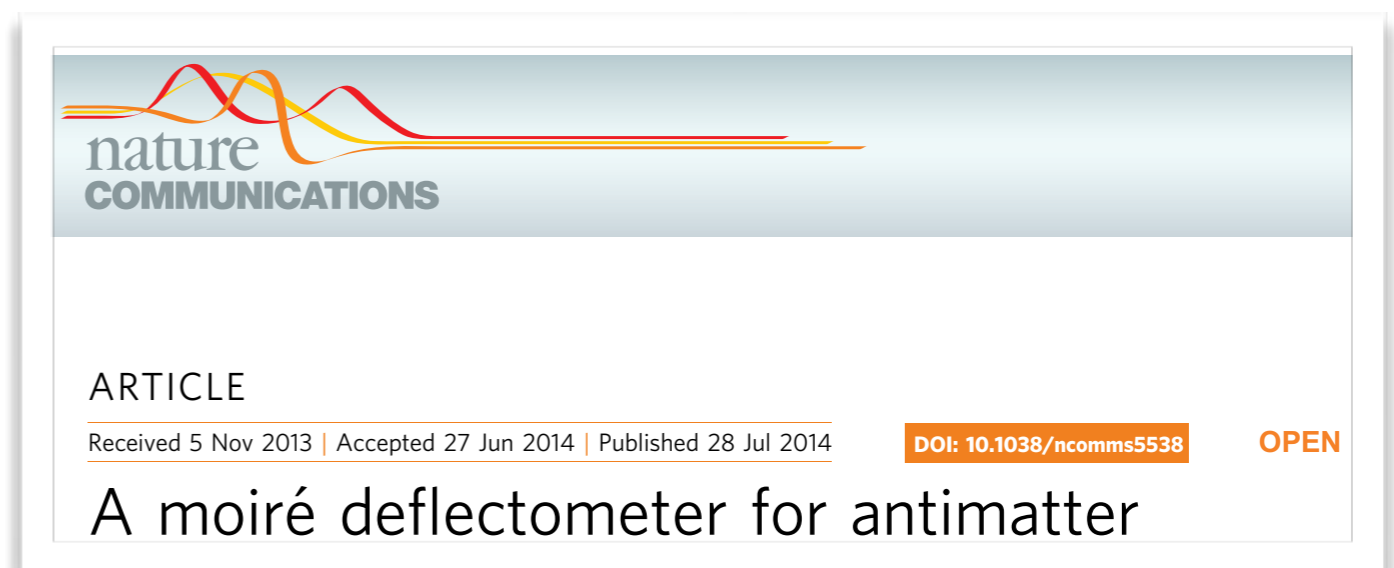 nature
COMMUNICATIONS
ARTICLE
Received 5 Nov 2013 | Accepted 27 Jun 2014 | Published 28 Jul 2014
DOI: 10.1038/ncomms5538
OPEN
A moiré deflectometer for antimatter